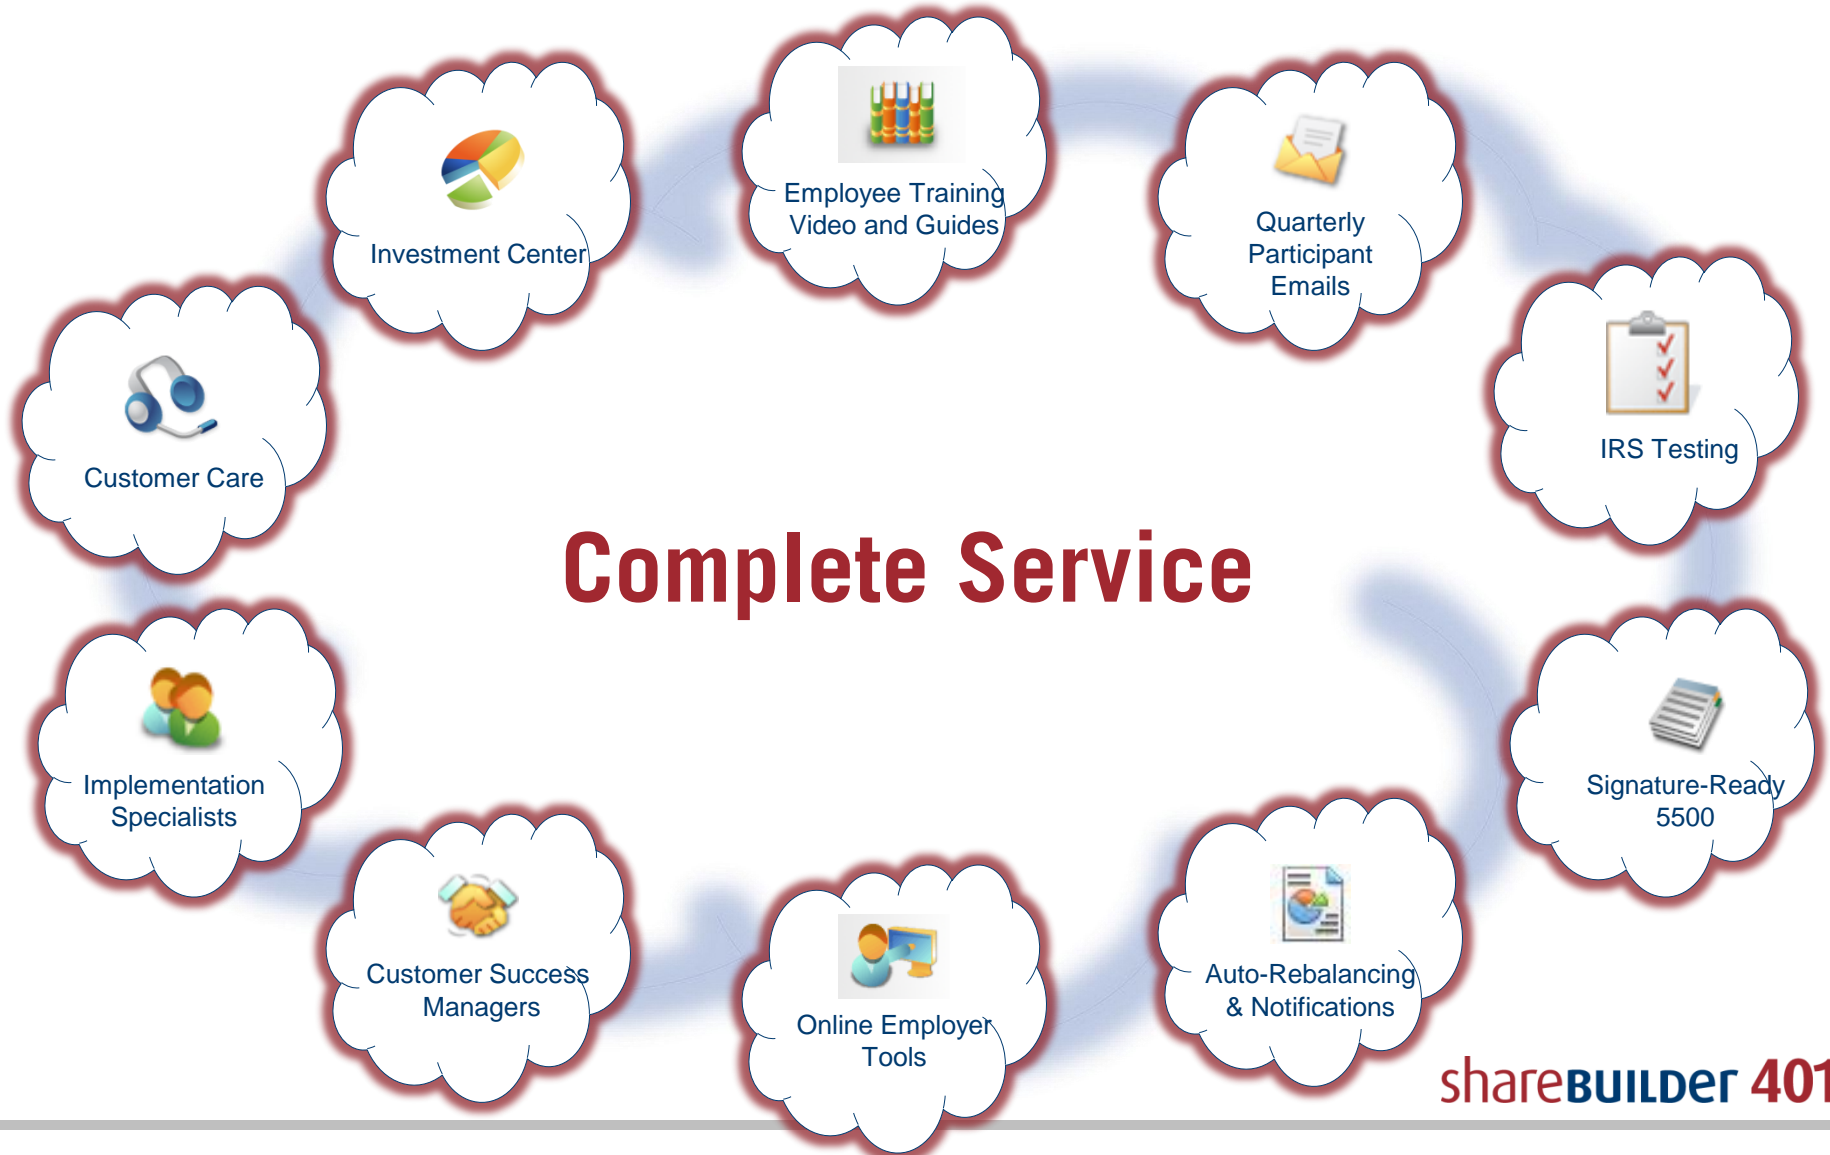 Employee Training
Video and Guides
Quarterly
Participant
Emails
Investment Center
IRS Testing
Customer Care
Complete Service
Implementation
Specialists
Signature-Ready
5500
Customer Success
Managers
Auto-Rebalancing
& Notifications
Online Employer
Tools
shareBUILDer 401